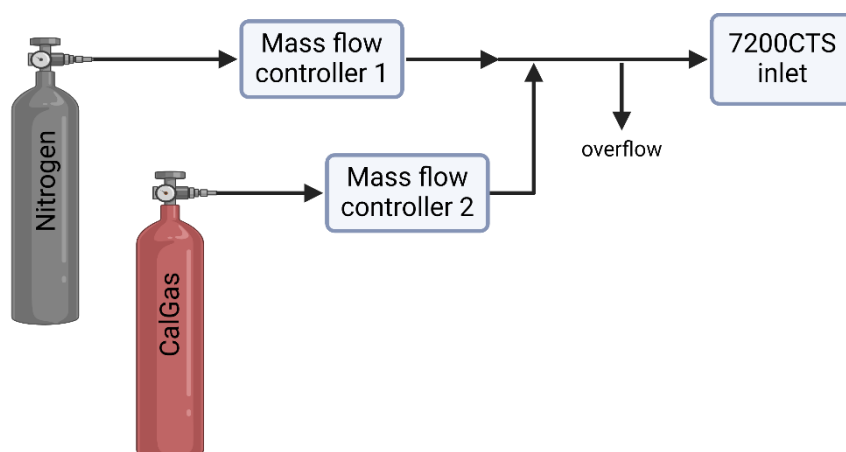 Mass flow
controller 1
7200CTS
inlet
Nitrogen
overflow
Mass flow
controller 2
CalGas